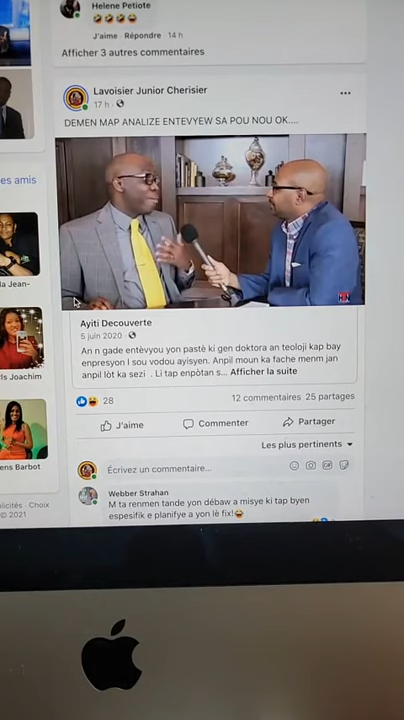 Helene Petiote
J'aime · Répondre · 14 h
Afficher 3 autres commentaires
Lavoisier Junior Cherisier
17 h ·
DEMEN MAP ANALIZE ENTEVYEW SA POU NOU OK....
es amis
la Jean-
rls Joachim
ens Barbot
licités · Choix
© 2021
Ayiti Decouverte
5 juin 2020 ·
An n gade entèvyou yon pastè ki gen doktora an teoloji kap bay
enpresyon l sou vodou ayisyen. Anpil moun ka fache menm jan
anpil lòt ka sezi . Li tap enpòtan s... Afficher la suite
28
12 commentaires 25 partages
J'aime
Commenter
Partager
Les plus pertinents
Écrivez un commentaire...
GIF
Webber Strahan
M ta renmen tande yon débaw a misye ki tap byen
espesifik e planifye a yon lè fix!